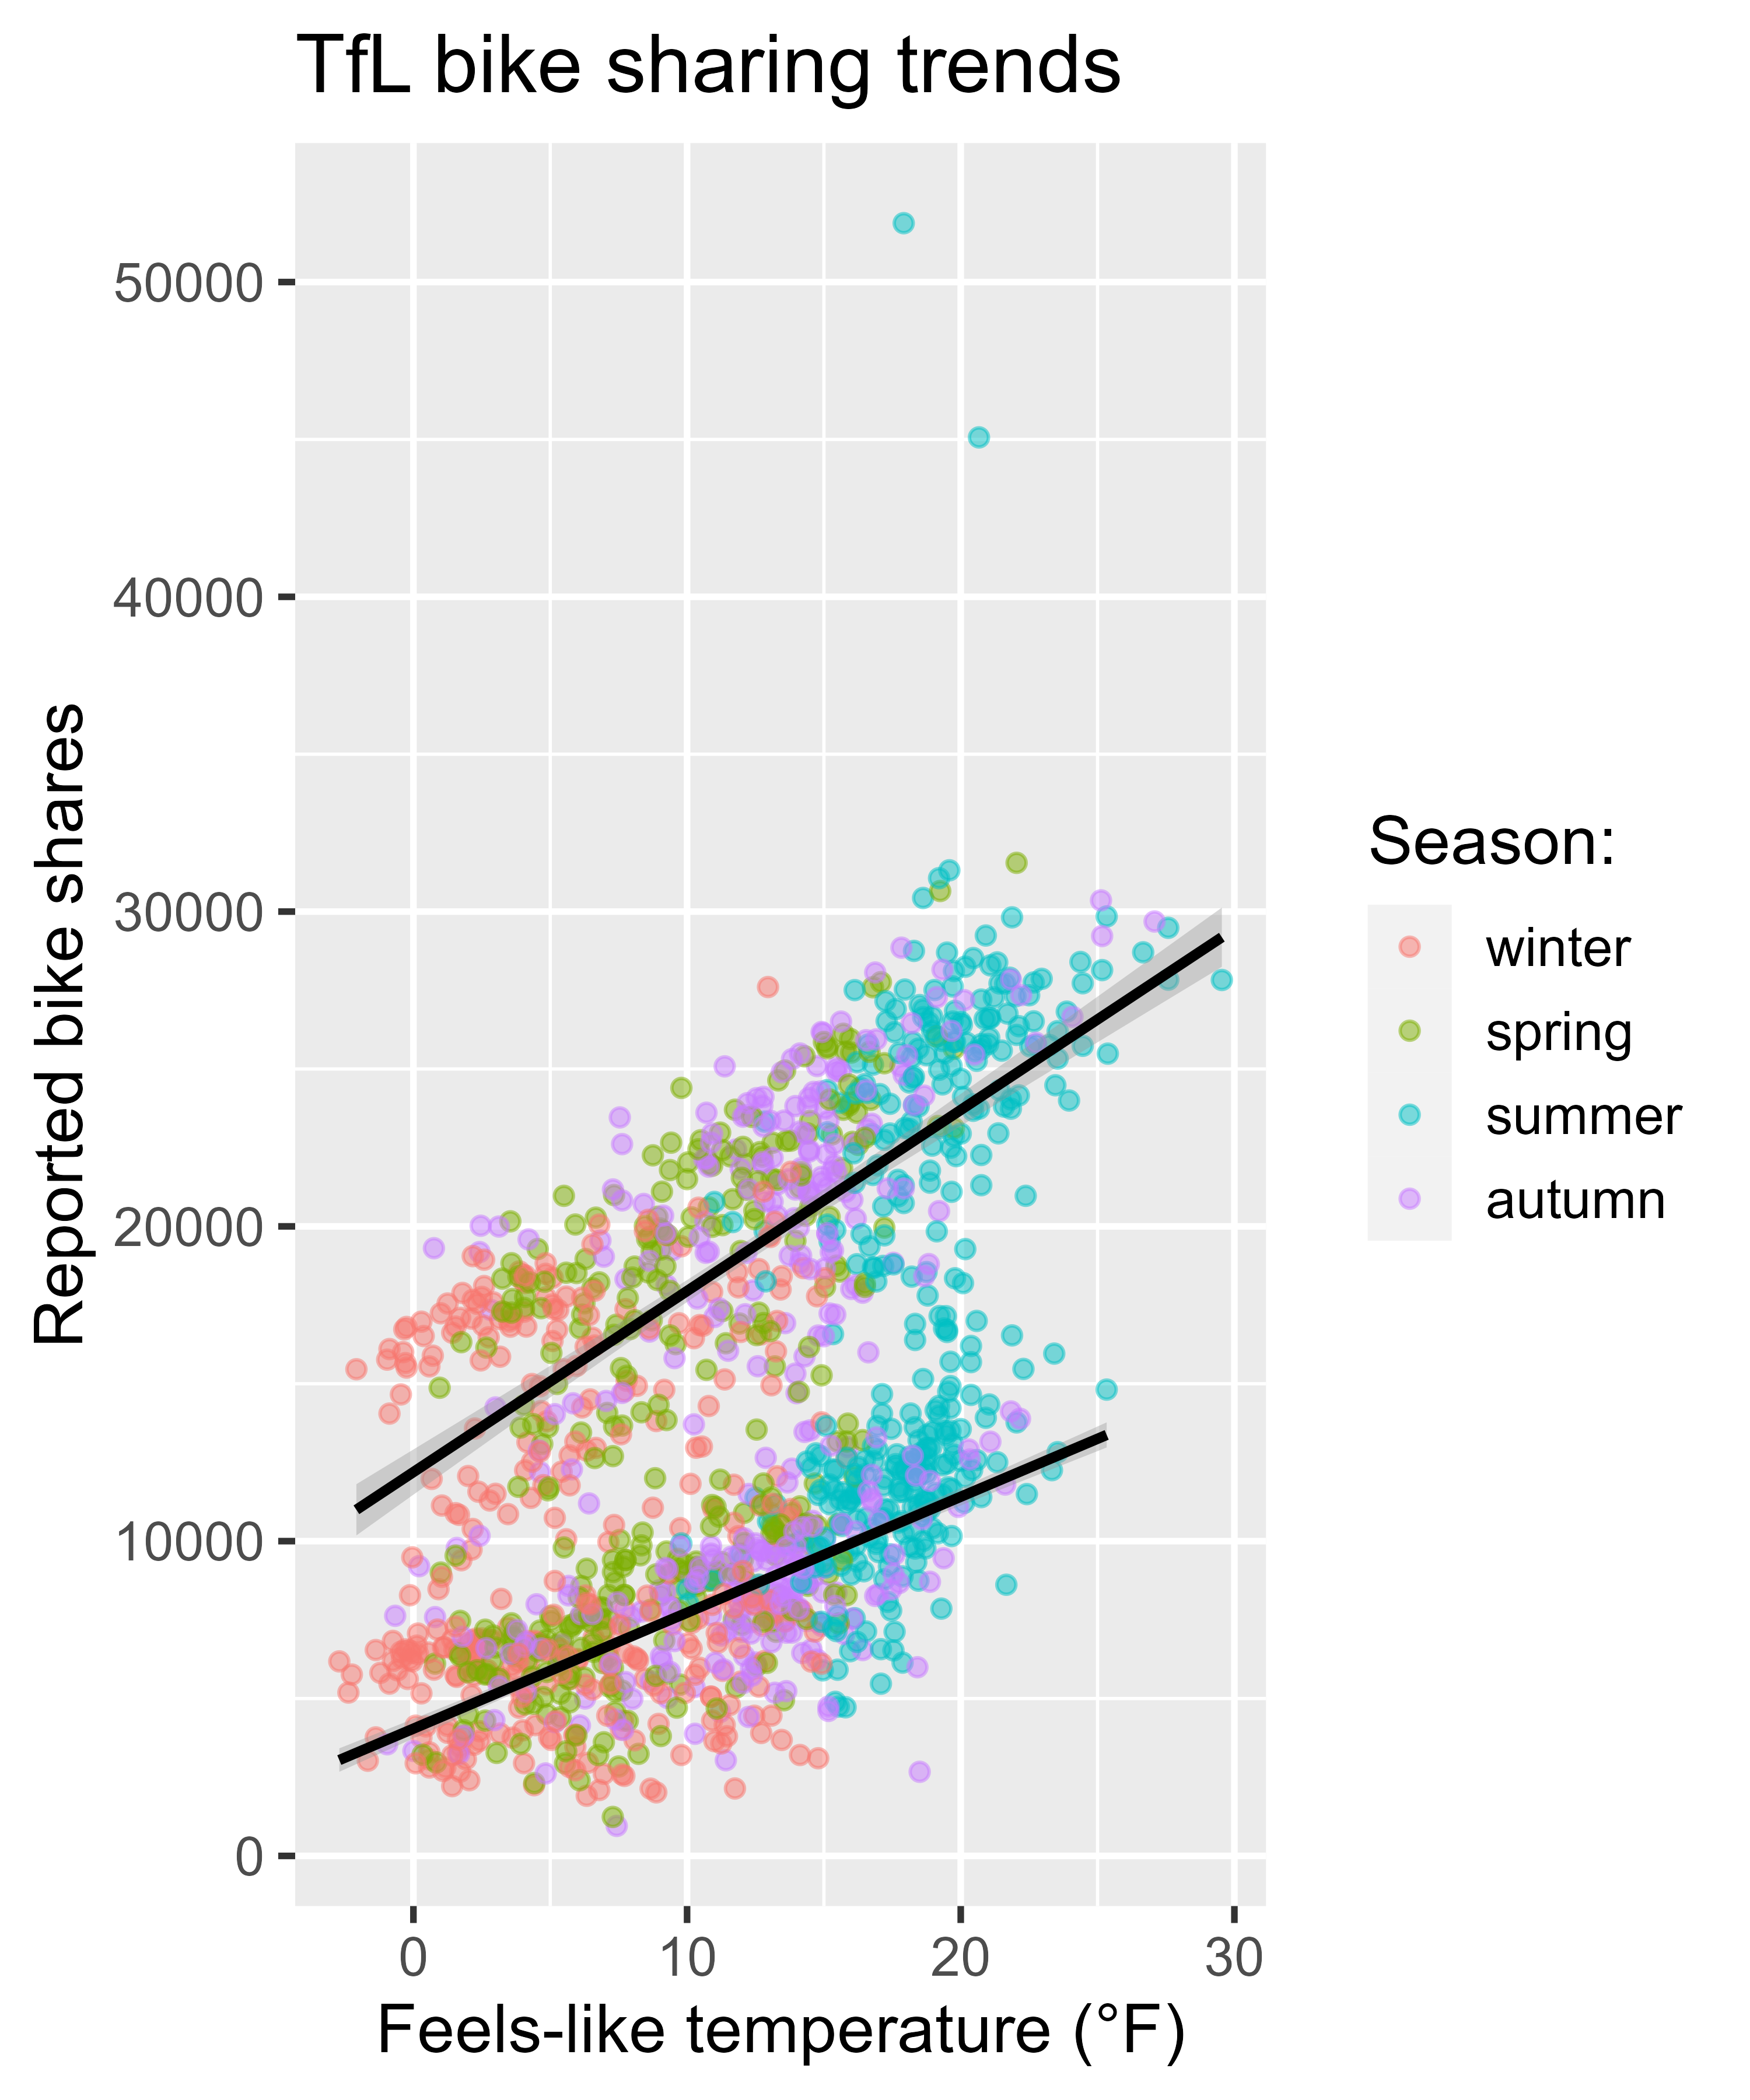 TfL bike sharing trends
Reported bike shares
50000
40000
30000
20000
10000
0
0 10 20 30
Feels-like temperature (°F)
Season:
winter
spring
summer
autumn